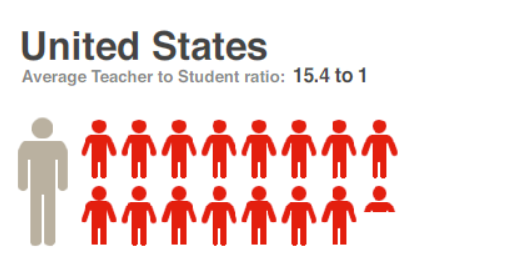 United States
Average Teacher to Student ratio: 15.4 to 1